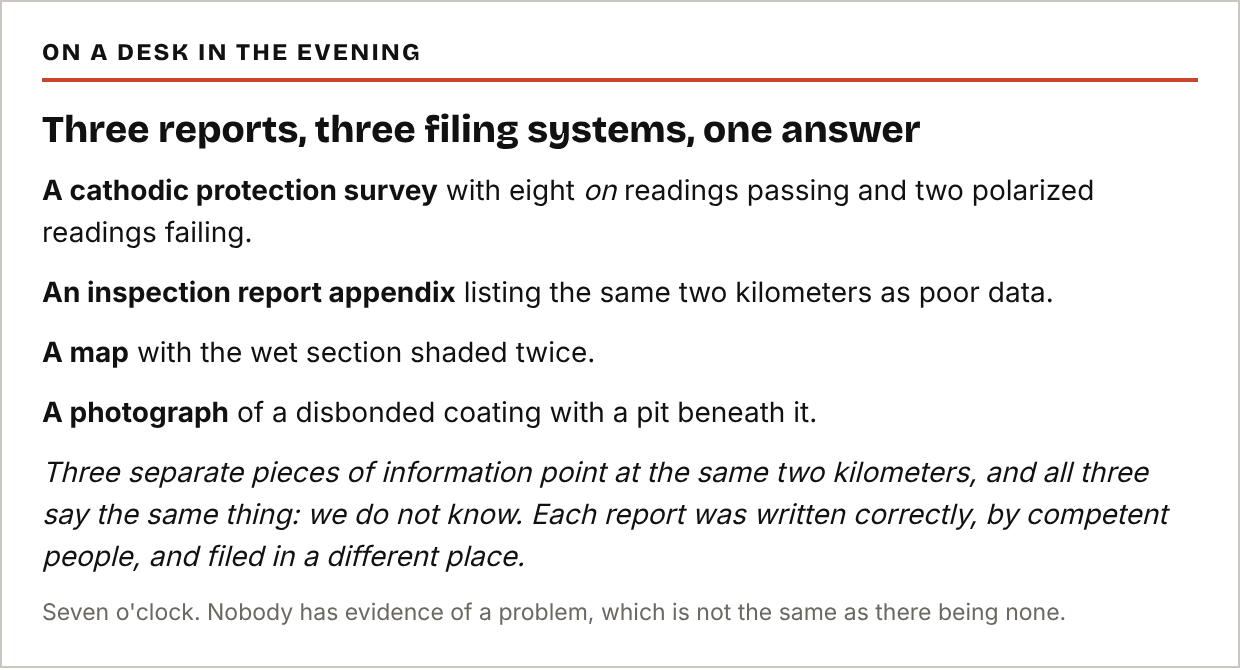 ON A DESK IN THE EVENING
Three reports, three filing systems, one answer
A cathodic protection survey with eight on readings passing and two polarized
readings failing.
An inspection report appendix listing the same two kilometers as poor data.
A map with the wet section shaded twice.
A photograph of a disbonded coating with a pit beneath it.
Three separate pieces of information point at the same two kilometers, and all three
say the same thing: we do not know. Each report was written correctly, by competent
people, and filed in a different place.
Seven o'clock. Nobody has evidence of a problem, which is not the same as there being none.